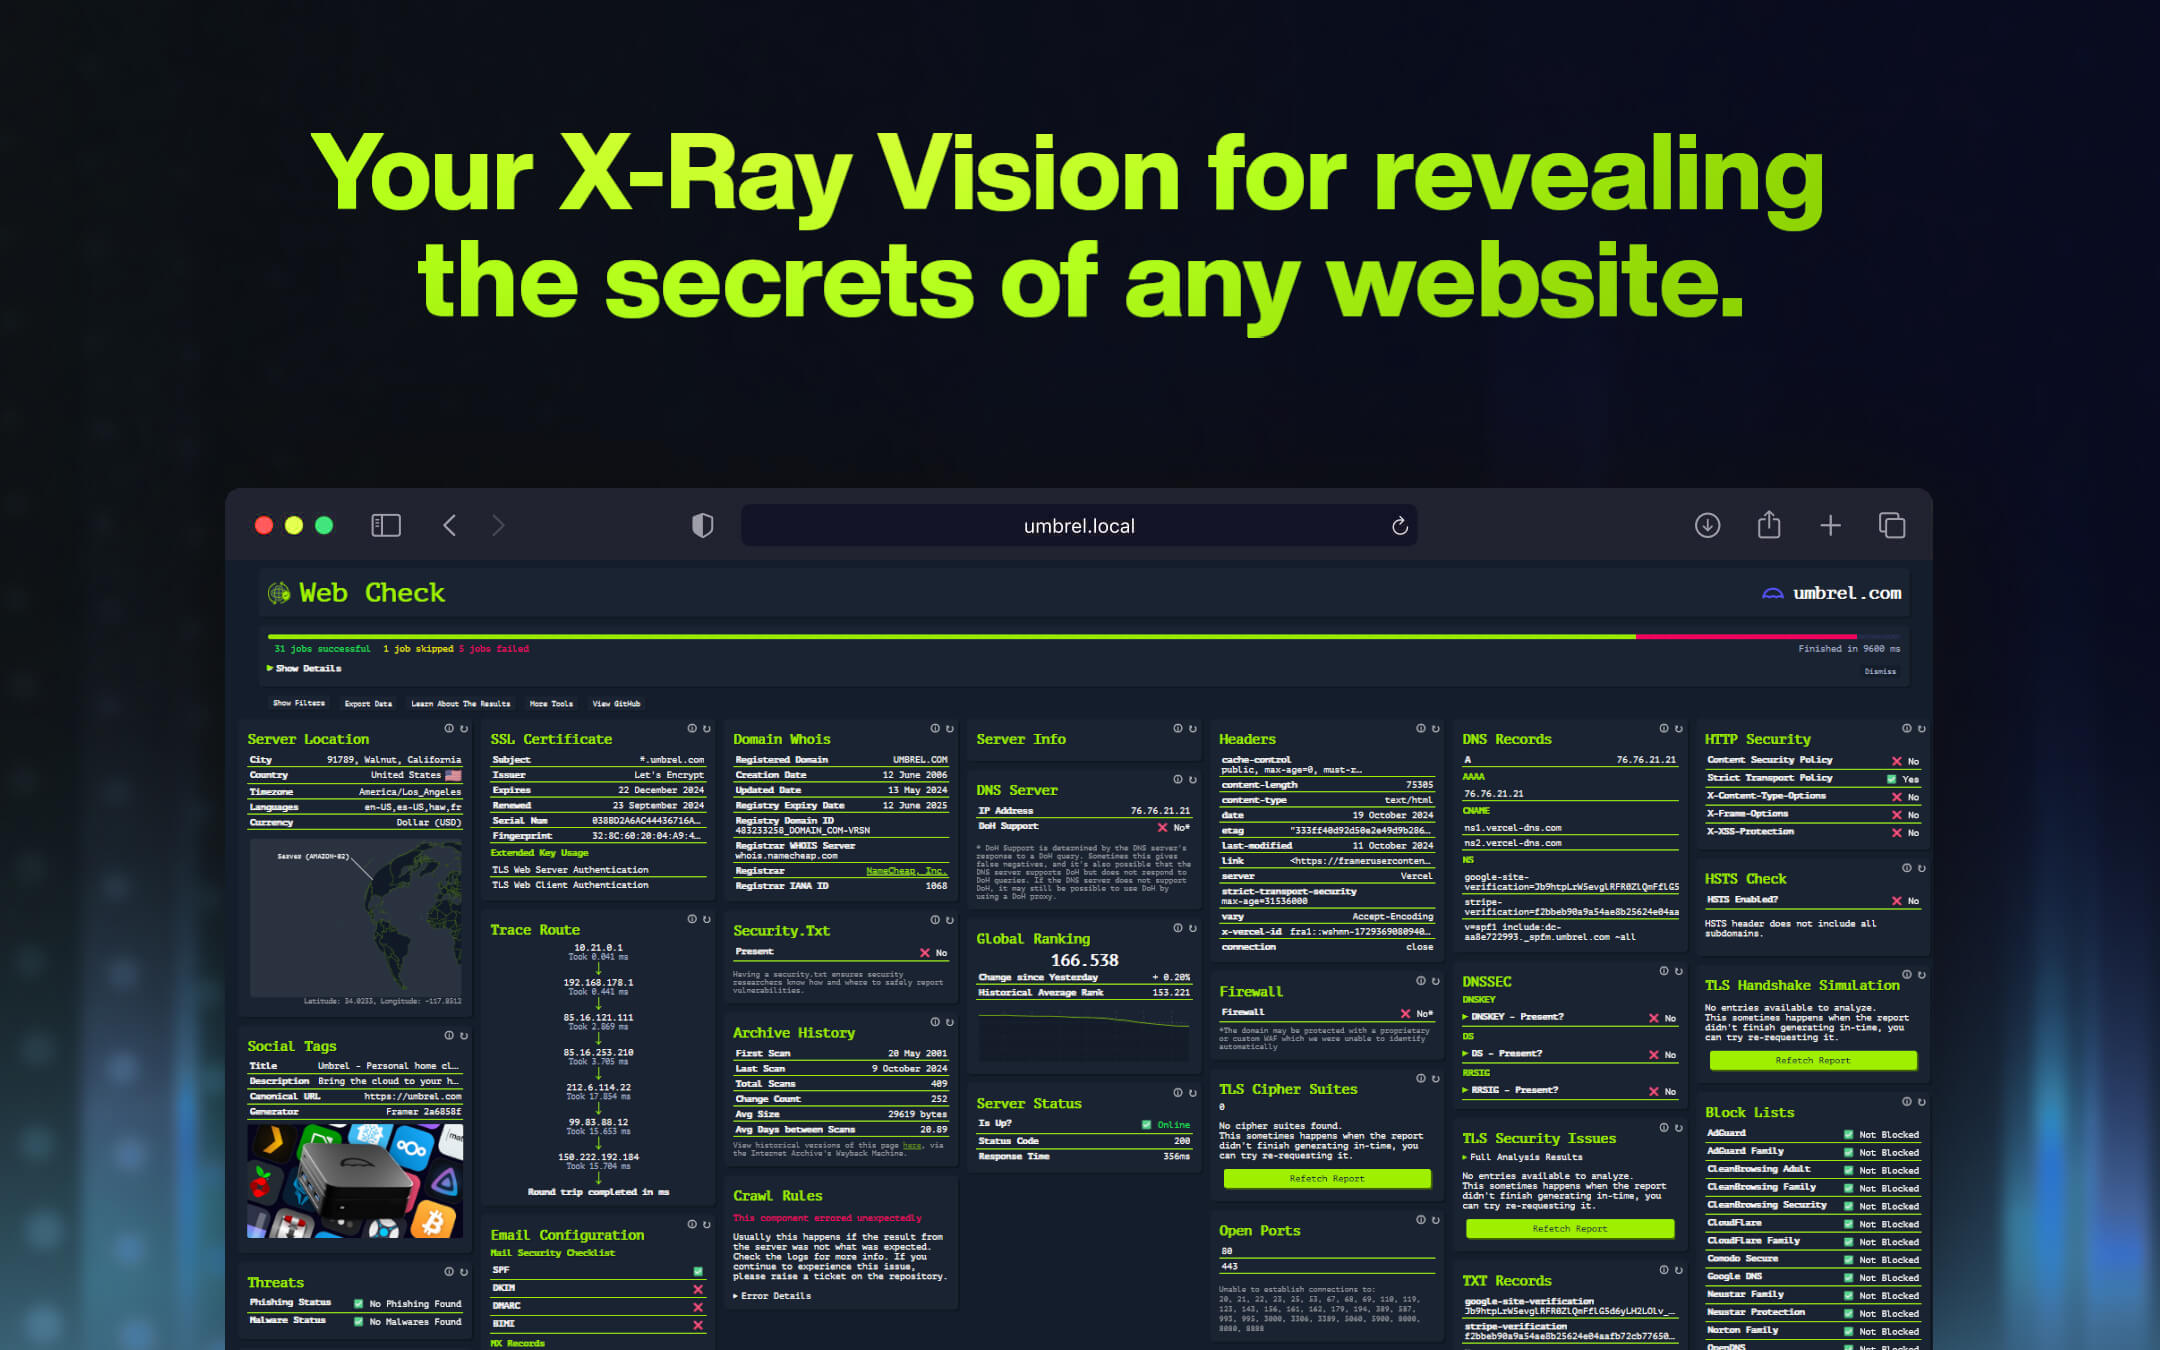 Your X-Ray Vision for revealing
the secrets of any website.
umbrel.local
Web Check
umbrel.com
31 jobs successful 1 job skipped 5 jobs failed
Finished in 9600 ms
Show Details
Dismiss
Show Filters Export Data Learn About The Results More Tools View GitHub
Server Location
City 91789, Walnut, California
Country United States
Timezone America/Los_Angeles
Languages en-US,es-US,haw,fr
Currency Dollar (USD)
Server (AMAZON-02)
Latitude: 34.0233, Longitude: -117.8512
Social Tags
Title Umbrel - Personal home cl…
Description Bring the cloud to your h…
Canonical URL https://umbrel.com
Generator Framer 2a6858f
Threats
Phishing Status No Phishing Found
Malware Status No Malwares Found
SSL Certificate
Subject *.umbrel.com
Issuer Let's Encrypt
Expires 22 December 2024
Renewed 23 September 2024
Serial Num 038BD2A6AC44436716A…
Fingerprint 32:8C:60:20:04:A9:4…
Extended Key Usage
TLS Web Server Authentication
TLS Web Client Authentication
Trace Route
10.21.0.1
Took 0.041 ms
192.168.178.1
Took 0.441 ms
85.16.121.111
Took 2.869 ms
85.16.253.210
Took 3.705 ms
212.6.114.22
Took 17.854 ms
99.83.88.12
Took 15.653 ms
150.222.192.184
Took 15.704 ms
Round trip completed in ms
Email Configuration
Mail Security Checklist
SPF
DKIM
DMARC
BIMI
MX Records
Domain Whois
Registered Domain UMBREL.COM
Creation Date 12 June 2006
Updated Date 13 May 2024
Registry Expiry Date 12 June 2025
Registry Domain ID
483233258_DOMAIN_COM-VRSN
Registrar WHOIS Server
whois.namecheap.com
Registrar NameCheap, Inc.
Registrar IANA ID 1068
Security.Txt
Present No
Having a security.txt ensures security
researchers know how and where to safely report
vulnerabilities.
Archive History
First Scan 20 May 2001
Last Scan 9 October 2024
Total Scans 409
Change Count 252
Avg Size 29619 bytes
Avg Days between Scans 20.89
View historical versions of this page here, via
the Internet Archive's Wayback Machine.
Crawl Rules
This component errored unexpectedly
Usually this happens if the result from
the server was not what was expected.
Check the logs for more info. If you
continue to experience this issue,
please raise a ticket on the repository.
Error Details
Server Info
DNS Server
IP Address 76.76.21.21
DoH Support No*
* DoH Support is determined by the DNS server's
response to a DoH query. Sometimes this gives
false negatives, and it's also possible that the
DNS server supports DoH but does not respond to
DoH queries. If the DNS server does not support
DoH, it may still be possible to use DoH by
using a DoH proxy.
Global Ranking
166.538
Change since Yesterday + 0.20%
Historical Average Rank 153.221
Server Status
Is Up? Online
Status Code 200
Response Time 356ms
Headers
cache-control
public, max-age=0, must-r…
content-length 75305
content-type text/html
date 19 October 2024
etag "333ff40d92d50e2e49d9b286…
last-modified 11 October 2024
link <https://framerusercontent…
server Vercel
strict-transport-security
max-age=31536000
vary Accept-Encoding
x-vercel-id fra1::wshmn-1729369080940…
connection close
Firewall
Firewall No*
*The domain may be protected with a proprietary
or custom WAF which we were unable to identify
automatically
TLS Cipher Suites
0
No cipher suites found.
This sometimes happens when the report
didn't finish generating in-time, you
can try re-requesting it.
Refetch Report
Open Ports
80
443
Unable to establish connections to:
20, 21, 22, 23, 25, 53, 67, 68, 69, 110, 119,
123, 143, 156, 161, 162, 179, 194, 389, 587,
993, 995, 3000, 3306, 3389, 5060, 5900, 8000,
8080, 8888
DNS Records
A 76.76.21.21
AAAA
76.76.21.21
CNAME
ns1.vercel-dns.com
ns2.vercel-dns.com
NS
google-site-
verification=Jb9htpLrW5evglRFR0ZlQmFflG5
stripe-
verification=f2bbeb90a9a54ae8b25624e04aa
v=spf1 include:dc-
aa8e722993._spfm.umbrel.com ~all
DNSSEC
DNSKEY
DNSKEY - Present? No
DS
DS - Present? No
RRSIG
RRSIG - Present? No
TLS Security Issues
Full Analysis Results
No entries available to analyze.
This sometimes happens when the report
didn't finish generating in-time, you
can try re-requesting it.
Refetch Report
TXT Records
google-site-verification
Jb9htpLrW5evglRFR0ZlQmFflG5d6yLH2LOlv_…
stripe-verification
f2bbeb90a9a54ae8b25624e04aafb72cb77650…
HTTP Security
Content Security Policy No
Strict Transport Policy Yes
X-Content-Type-Options No
X-Frame-Options No
X-XSS-Protection No
HSTS Check
HSTS Enabled? No
HSTS header does not include all
subdomains.
TLS Handshake Simulation
No entries available to analyze.
This sometimes happens when the report
didn't finish generating in-time, you
can try re-requesting it.
Refetch Report
Block Lists
AdGuard Not Blocked
AdGuard Family Not Blocked
CleanBrowsing Adult Not Blocked
CleanBrowsing Family Not Blocked
CleanBrowsing Security Not Blocked
CloudFlare Not Blocked
CloudFlare Family Not Blocked
Comodo Secure Not Blocked
Google DNS Not Blocked
Neustar Family Not Blocked
Neustar Protection Not Blocked
Norton Family Not Blocked
OpenDNS Not Blocked